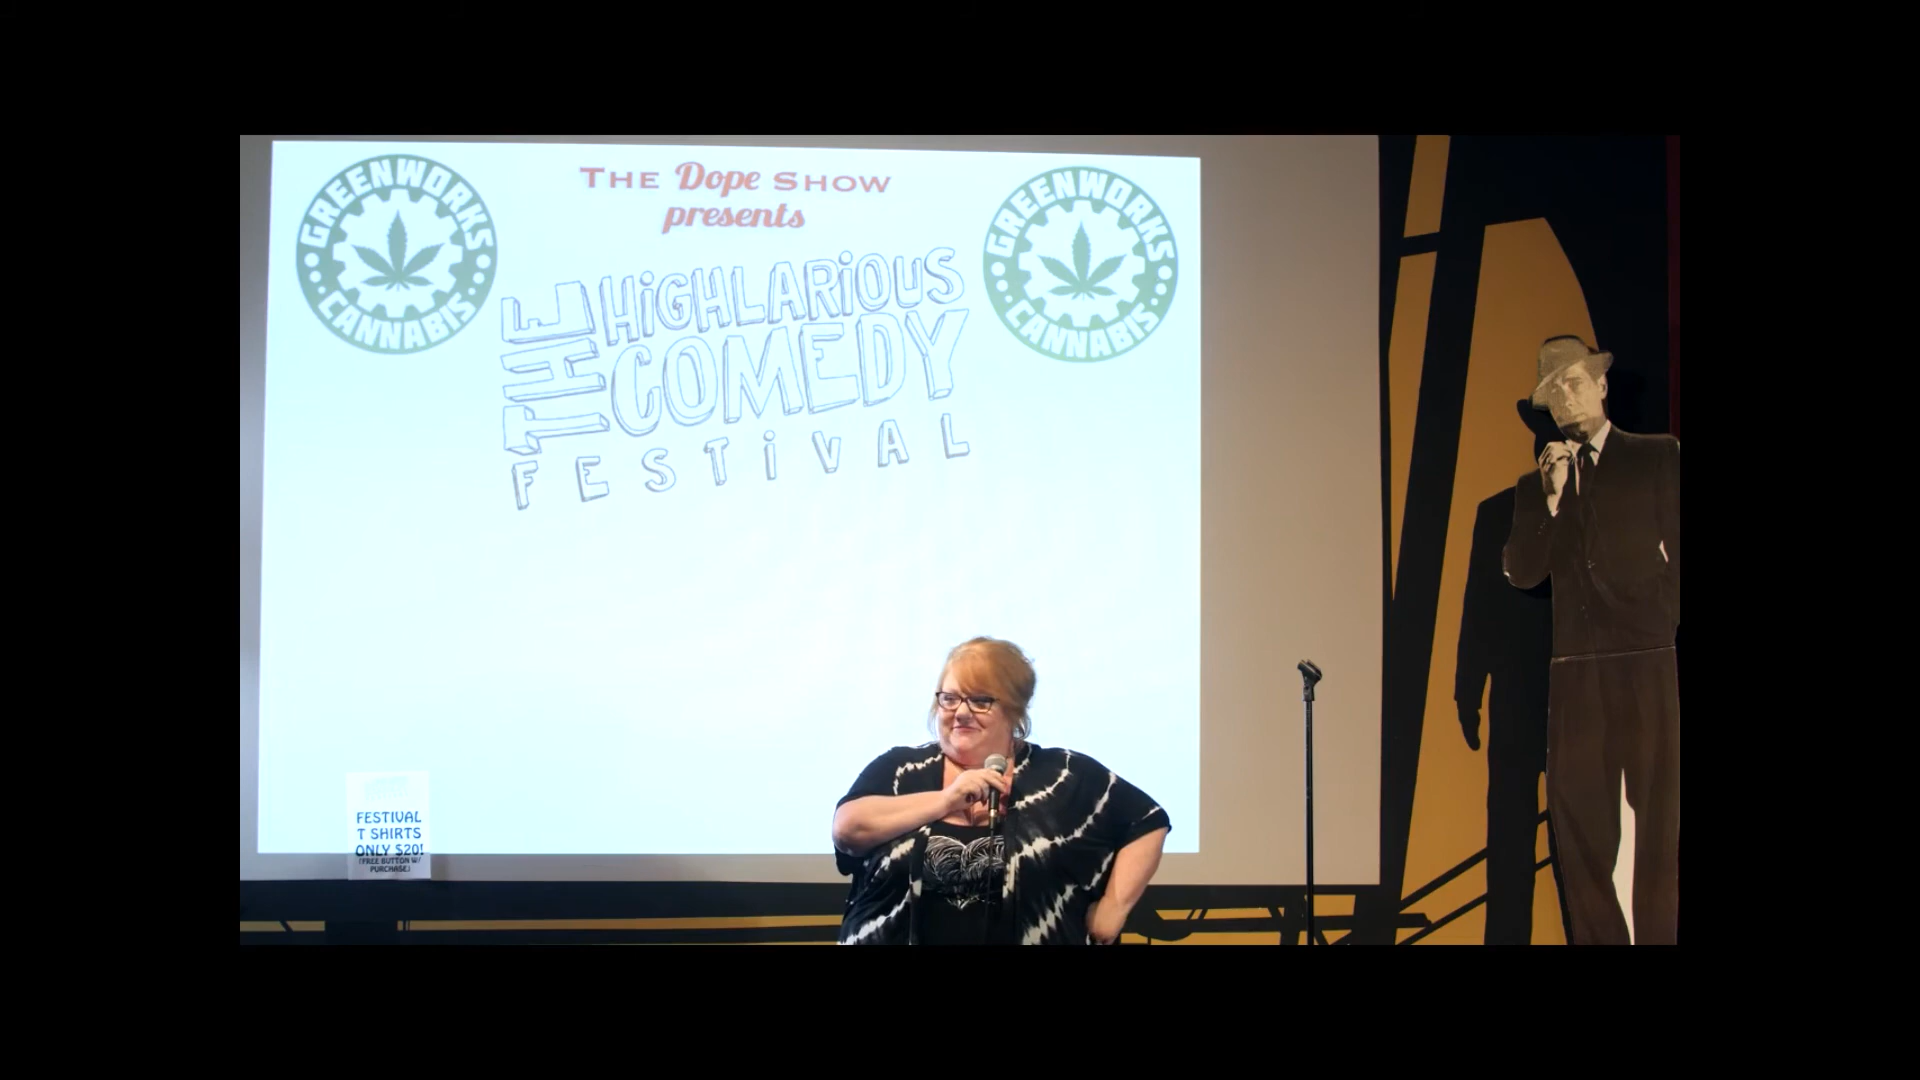 GREENWORKS
CANNABIS
THE Dope SHOW
presents
THE
HiGHLARiOUS
COMEDY
FESTiVAL
GREENWORKS
CANNABIS
FESTIVAL
T SHIRTS
ONLY $20!
(FREE BUTTON W/
PURCHASE)